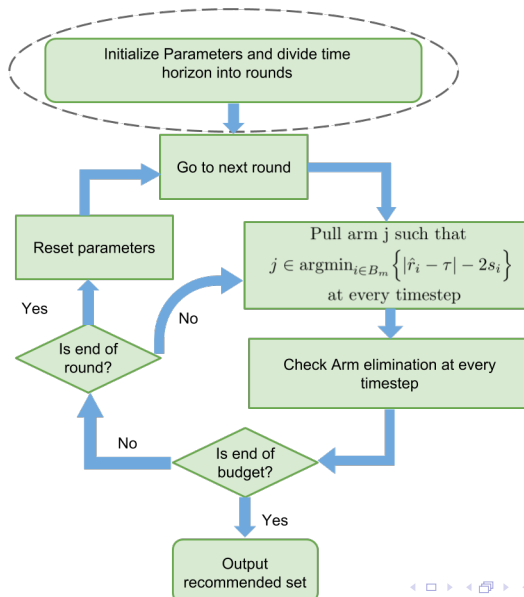 Initialize Parameters and divide time
horizon into rounds
Go to next round
Reset parameters
Pull arm j such that
j ∈ argmin_{i∈B_m} {|r̂_i − τ| − 2s_i}
at every timestep
Yes
No
Is end of
round?
Check Arm elimination at every
timestep
No
Is end of
budget?
Yes
Output
recommended set